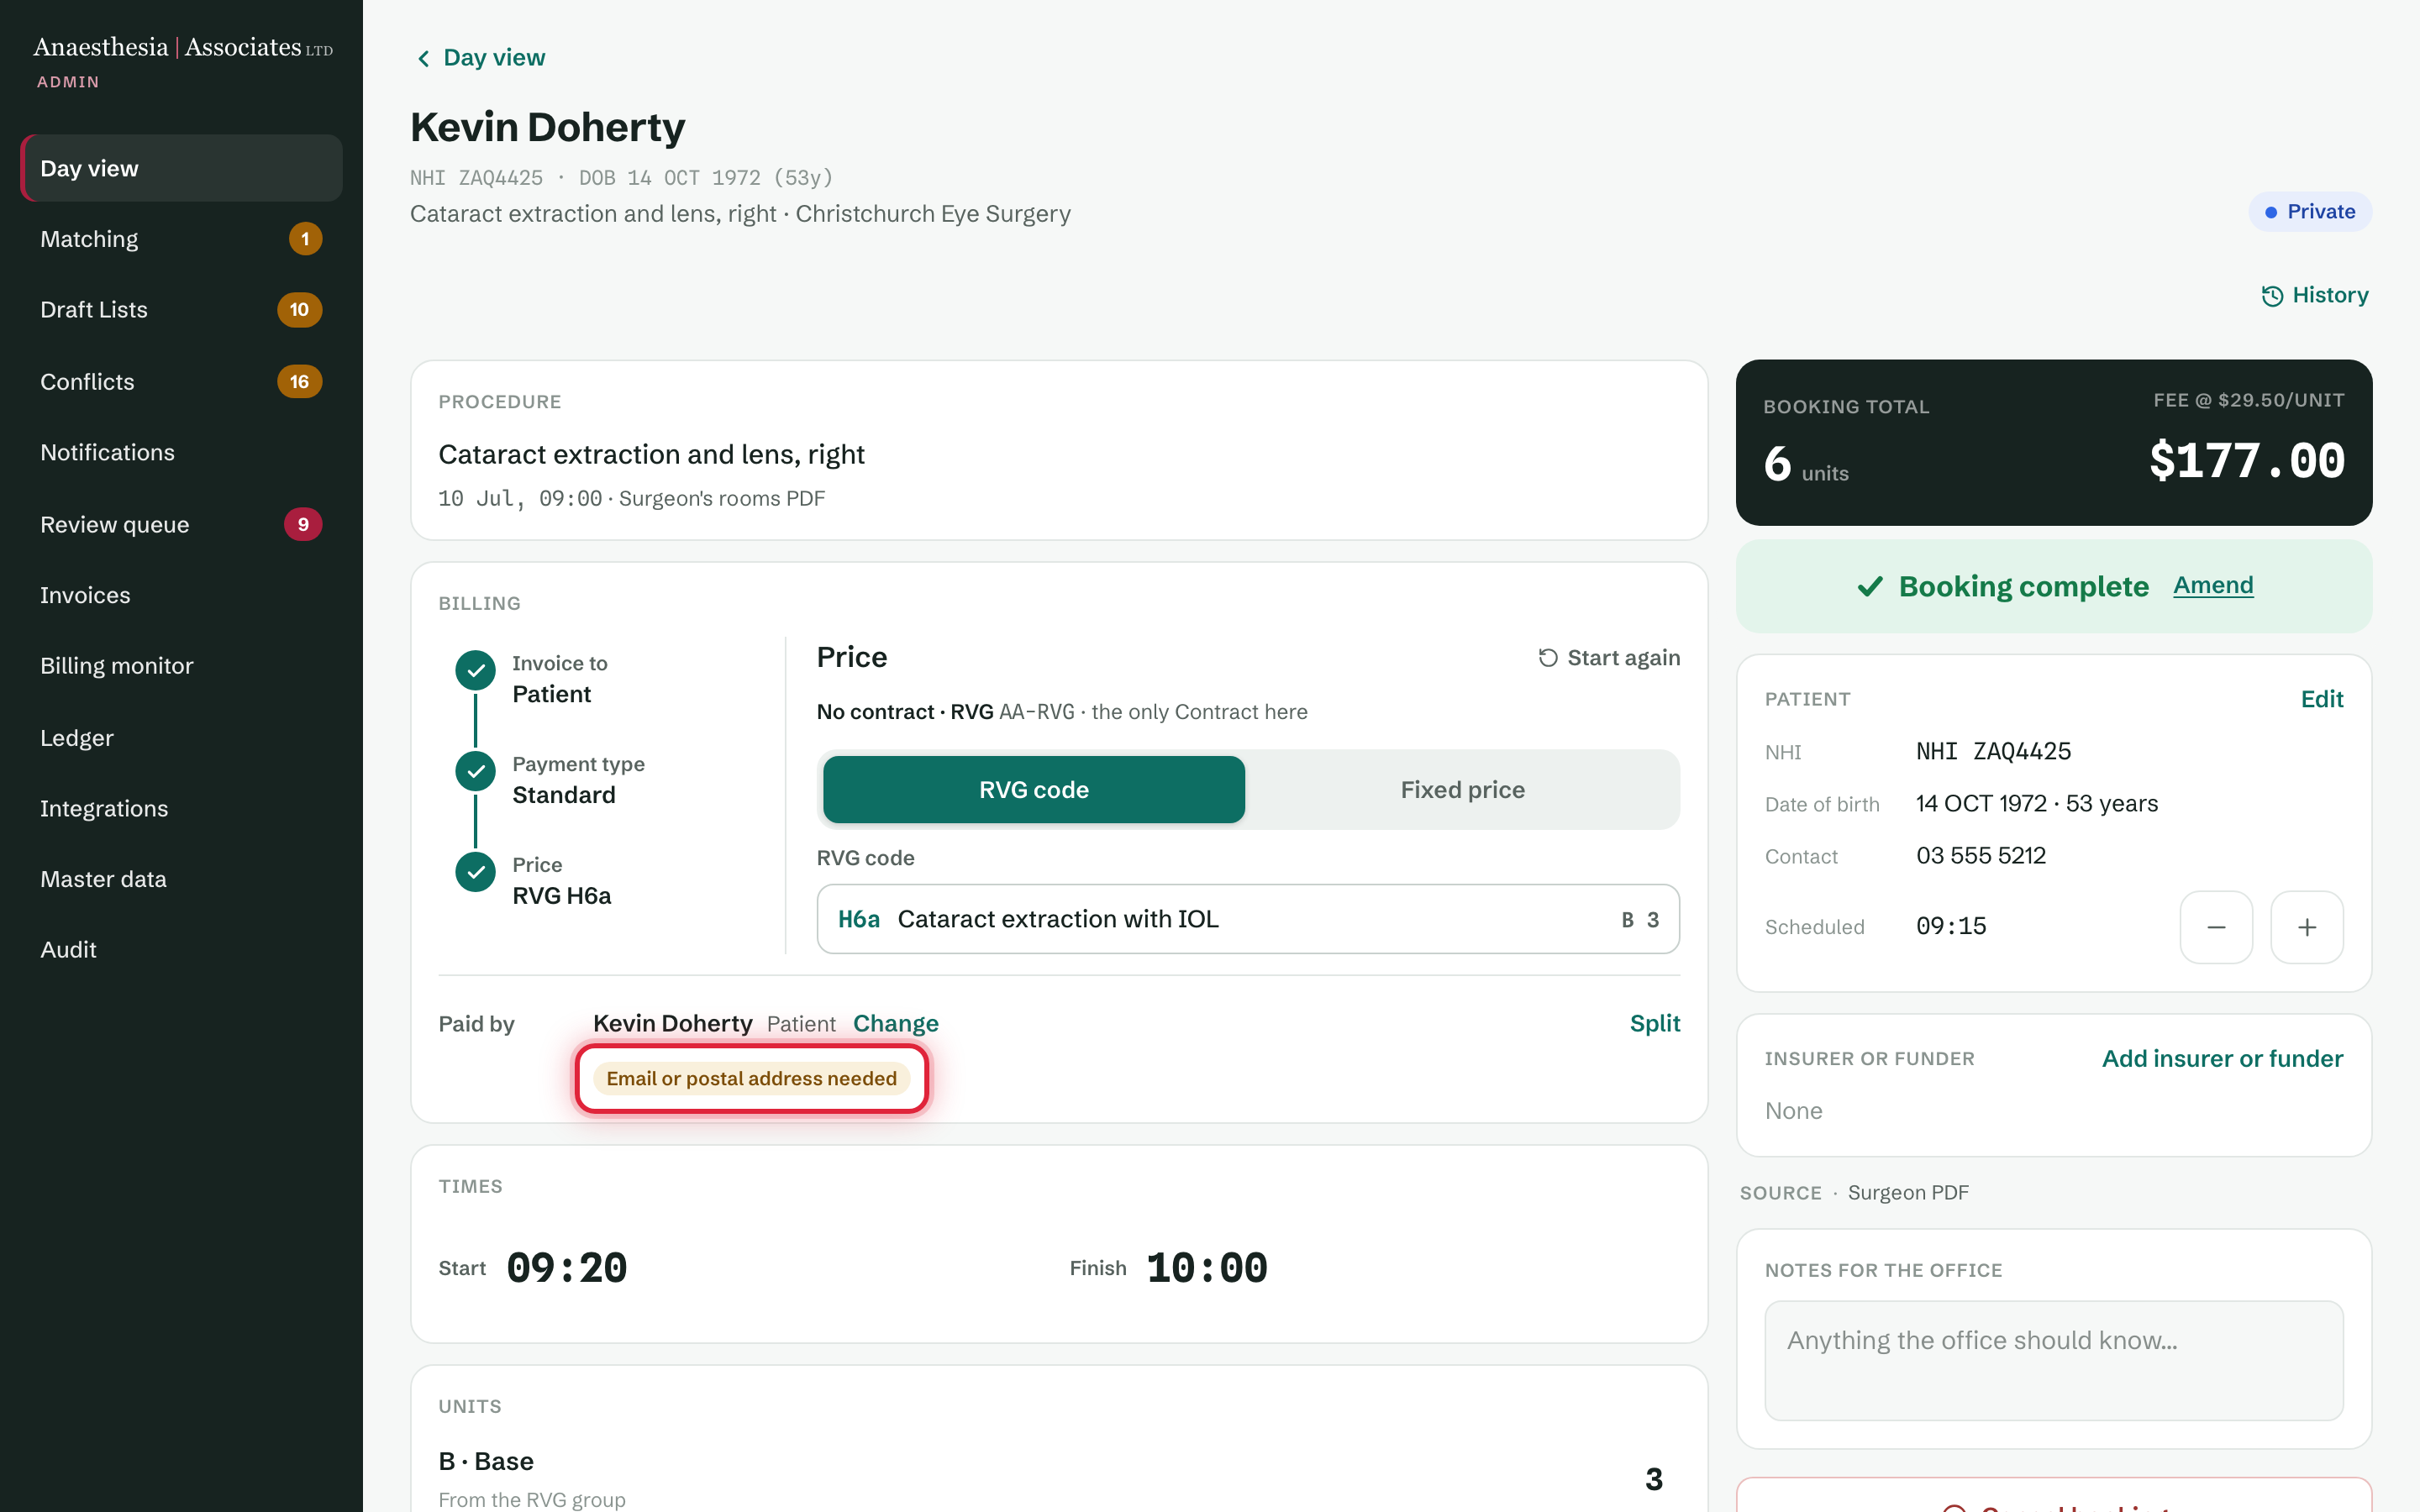 Anaesthesia | Associates LTD
ADMIN
Day view
Matching 1
Draft Lists 10
Conflicts 16
Notifications
Review queue 9
Invoices
Billing monitor
Ledger
Integrations
Master data
Audit
Day view
Kevin Doherty
NHI ZAQ4425 · DOB 14 OCT 1972 (53y)
Cataract extraction and lens, right · Christchurch Eye Surgery
Private
History
PROCEDURE
Cataract extraction and lens, right
10 Jul, 09:00 · Surgeon's rooms PDF
BILLING
Invoice to
Patient
Payment type
Standard
Price
RVG H6a
Price
Start again
No contract · RVG AA-RVG · the only Contract here
RVG code
Fixed price
RVG code
H6a Cataract extraction with IOL B 3
Paid by Kevin Doherty Patient Change Split
Email or postal address needed
TIMES
Start 09:20 Finish 10:00
UNITS
B · Base
From the RVG group
3
BOOKING TOTAL
FEE @ $29.50/UNIT
6 units
$177.00
Booking complete Amend
PATIENT Edit
NHI NHI ZAQ4425
Date of birth 14 OCT 1972 · 53 years
Contact 03 555 5212
Scheduled 09:15 − +
INSURER OR FUNDER Add insurer or funder
None
SOURCE · Surgeon PDF
NOTES FOR THE OFFICE
Anything the office should know...